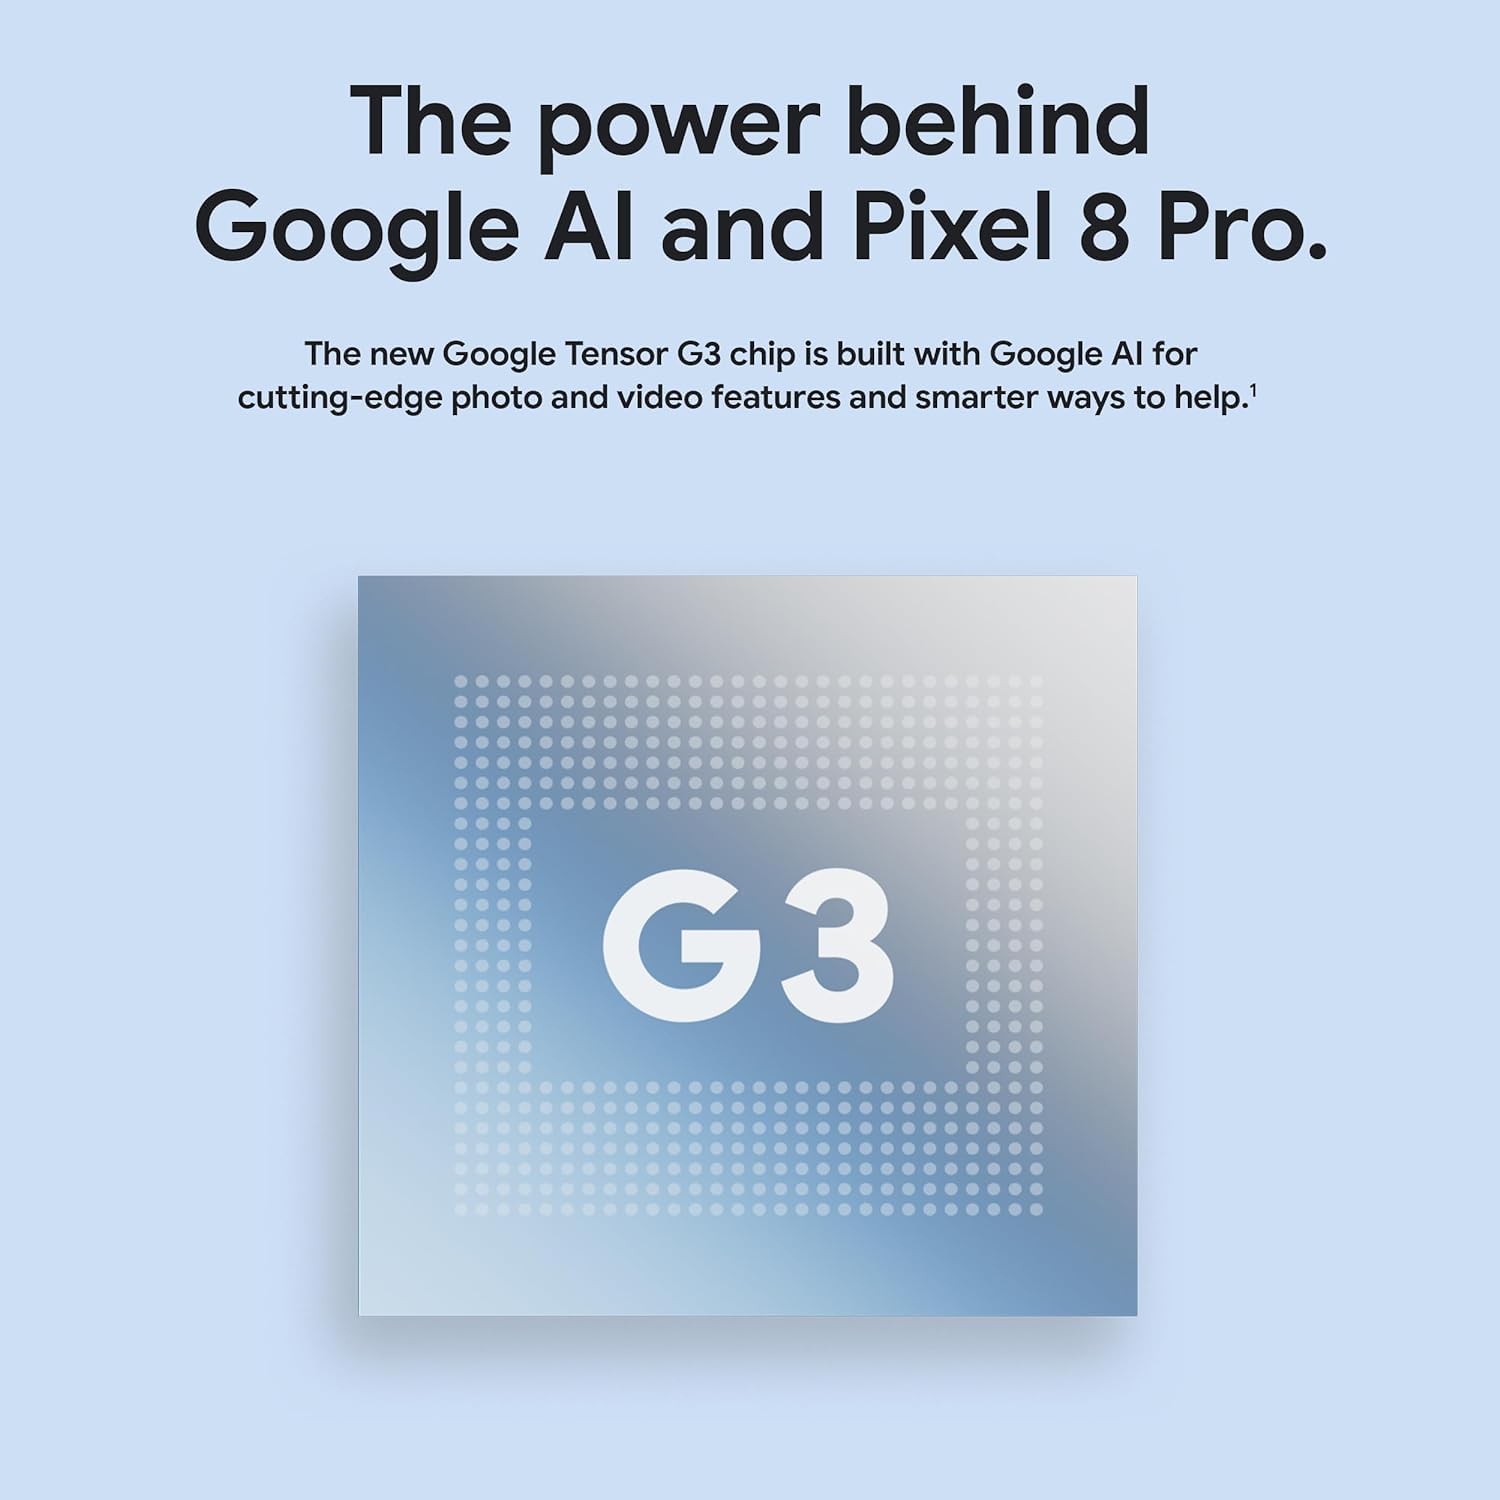 The power behind
Google AI and Pixel 8 Pro.
The new Google Tensor G3 chip is built with Google AI for
cutting-edge photo and video features and smarter ways to help.¹
G3